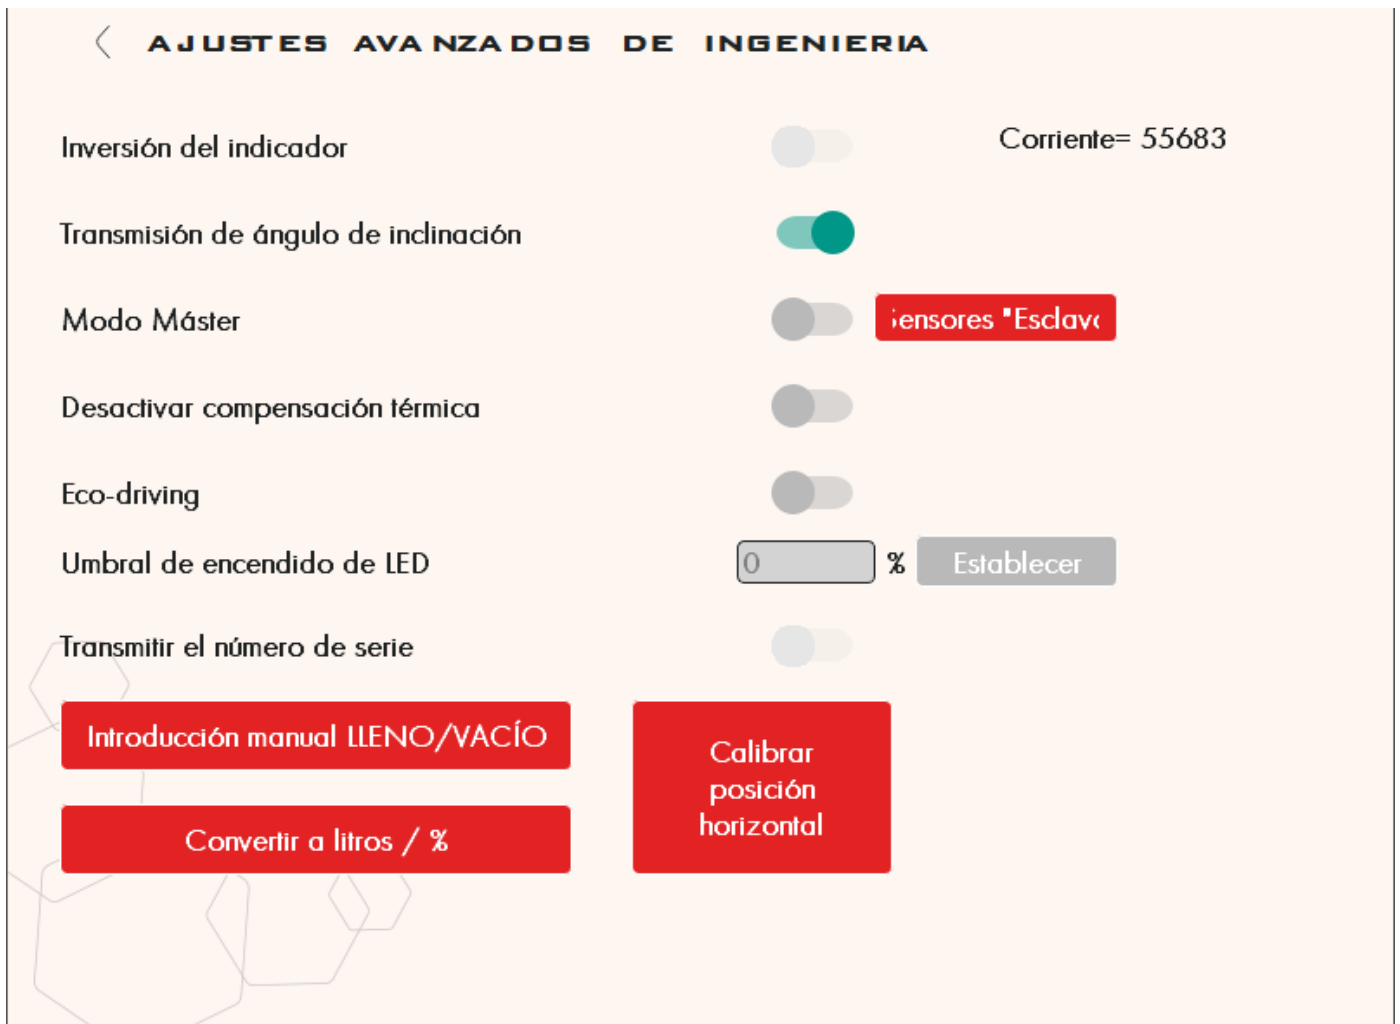 AJUSTES AVANZADOS DE INGENIERIA
Inversión del indicador
Corriente= 55683
Transmisión de ángulo de inclinación
Modo Máster
Sensores "Esclavo
Desactivar compensación térmica
Eco-driving
Umbral de encendido de LED
0 % Establecer
Transmitir el número de serie
Introducción manual LLENO/VACÍO
Calibrar
posición
horizontal
Convertir a litros / %